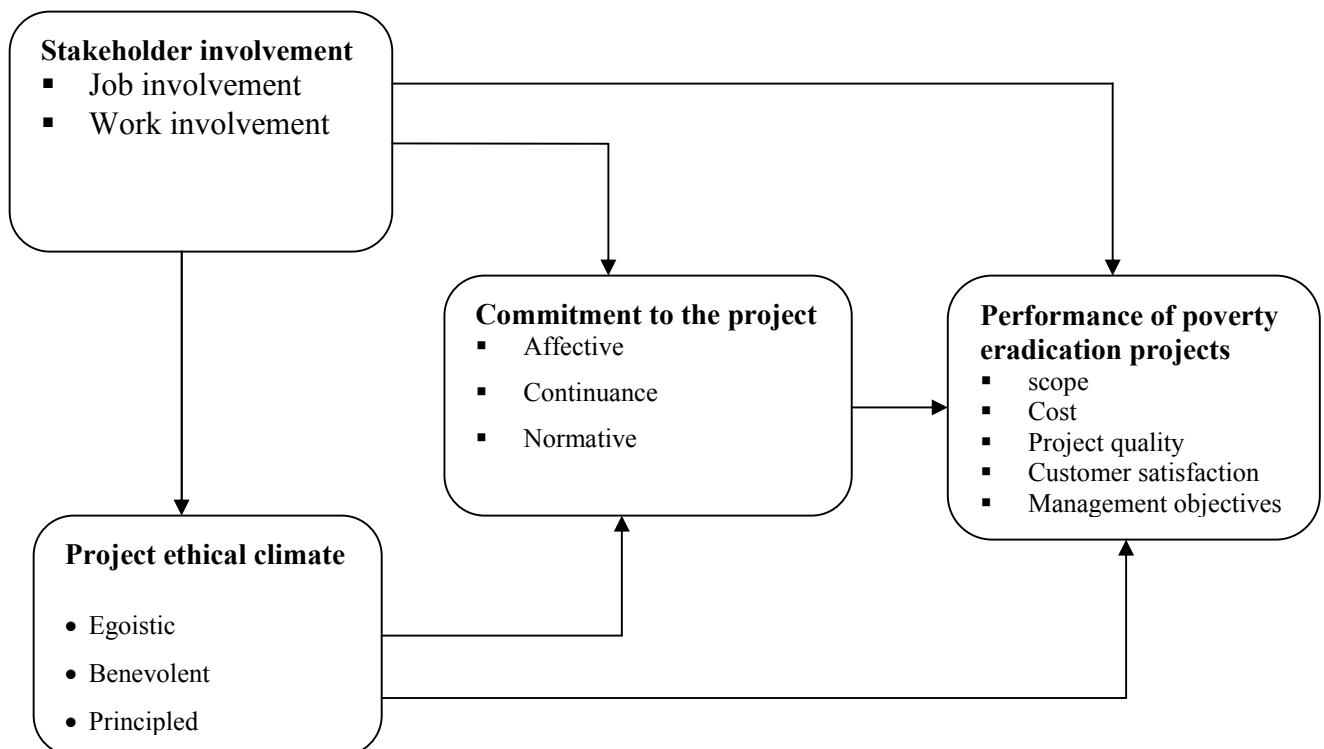 Stakeholder involvement
▪ Job involvement
▪ Work involvement
Commitment to the project
▪ Affective
▪ Continuance
▪ Normative
Performance of poverty
eradication projects
▪ scope
▪ Cost
▪ Project quality
▪ Customer satisfaction
▪ Management objectives
Project ethical climate
• Egoistic
• Benevolent
• Principled